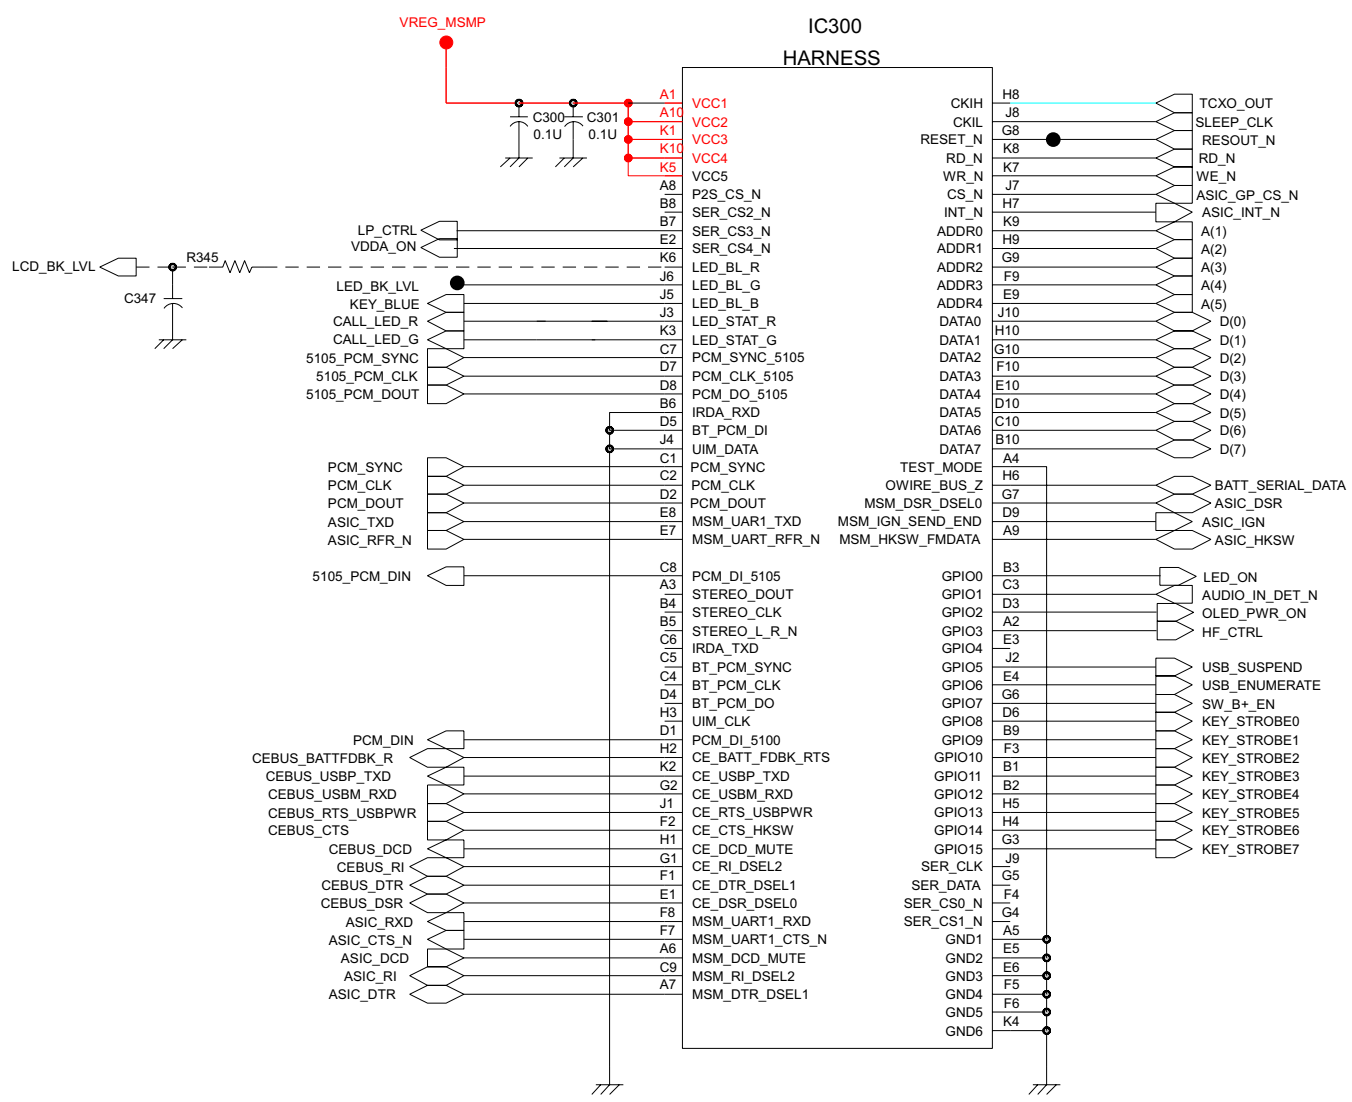 VREG_MSMP
IC300
HARNESS
C300
0.1U
C301
0.1U
A1 VCC1
A10 VCC2
K1 VCC3
K10 VCC4
K5 VCC5
A8 P2S_CS_N
B8 SER_CS2_N
LP_CTRL B7 SER_CS3_N
VDDA_ON E2 SER_CS4_N
LCD_BK_LVL R345 K6 LED_BL_R
C347
LED_BK_LVL J6 LED_BL_G
KEY_BLUE J5 LED_BL_B
CALL_LED_R J3 LED_STAT_R
CALL_LED_G K3 LED_STAT_G
5105_PCM_SYNC C7 PCM_SYNC_5105
5105_PCM_CLK D7 PCM_CLK_5105
5105_PCM_DOUT D8 PCM_DO_5105
B6 IRDA_RXD
D5 BT_PCM_DI
J4 UIM_DATA
PCM_SYNC C1 PCM_SYNC
PCM_CLK C2 PCM_CLK
PCM_DOUT D2 PCM_DOUT
ASIC_TXD E8 MSM_UAR1_TXD
ASIC_RFR_N E7 MSM_UART_RFR_N
5105_PCM_DIN C8 PCM_DI_5105
A3 STEREO_DOUT
B4 STEREO_CLK
B5 STEREO_L_R_N
C6 IRDA_TXD
C5 BT_PCM_SYNC
C4 BT_PCM_CLK
D4 BT_PCM_DO
H3 UIM_CLK
PCM_DIN D1 PCM_DI_5100
CEBUS_BATTFDBK_R H2 CE_BATT_FDBK_RTS
CEBUS_USBP_TXD K2 CE_USBP_TXD
CEBUS_USBM_RXD G2 CE_USBM_RXD
CEBUS_RTS_USBPWR J1 CE_RTS_USBPWR
CEBUS_CTS F2 CE_CTS_HKSW
CEBUS_DCD H1 CE_DCD_MUTE
CEBUS_RI G1 CE_RI_DSEL2
CEBUS_DTR F1 CE_DTR_DSEL1
CEBUS_DSR E1 CE_DSR_DSEL0
ASIC_RXD F8 MSM_UART1_RXD
ASIC_CTS_N F7 MSM_UART1_CTS_N
ASIC_DCD A6 MSM_DCD_MUTE
ASIC_RI C9 MSM_RI_DSEL2
ASIC_DTR A7 MSM_DTR_DSEL1
CKIH H8 TCXO_OUT
CKIL J8 SLEEP_CLK
RESET_N G8 RESOUT_N
RD_N K8 RD_N
WR_N K7 WE_N
CS_N J7 ASIC_GP_CS_N
INT_N H7 ASIC_INT_N
ADDR0 K9 A(1)
ADDR1 H9 A(2)
ADDR2 G9 A(3)
ADDR3 F9 A(4)
ADDR4 E9 A(5)
DATA0 J10 D(0)
DATA1 H10 D(1)
DATA2 G10 D(2)
DATA3 F10 D(3)
DATA4 E10 D(4)
DATA5 D10 D(5)
DATA6 C10 D(6)
DATA7 B10 D(7)
TEST_MODE A4
OWIRE_BUS_Z H6 BATT_SERIAL_DATA
MSM_DSR_DSEL0 G7 ASIC_DSR
MSM_IGN_SEND_END D9 ASIC_IGN
MSM_HKSW_FMDATA A9 ASIC_HKSW
GPIO0 B3 LED_ON
GPIO1 C3 AUDIO_IN_DET_N
GPIO2 D3 OLED_PWR_ON
GPIO3 A2 HF_CTRL
GPIO4 E3
GPIO5 J2 USB_SUSPEND
GPIO6 E4 USB_ENUMERATE
GPIO7 G6 SW_B+_EN
GPIO8 D6 KEY_STROBE0
GPIO9 B9 KEY_STROBE1
GPIO10 F3 KEY_STROBE2
GPIO11 B1 KEY_STROBE3
GPIO12 B2 KEY_STROBE4
GPIO13 H5 KEY_STROBE5
GPIO14 H4 KEY_STROBE6
GPIO15 G3 KEY_STROBE7
SER_CLK J9
SER_DATA G5
SER_CS0_N F4
SER_CS1_N G4
GND1 A5
GND2 E5
GND3 E6
GND4 F5
GND5 F6
GND6 K4